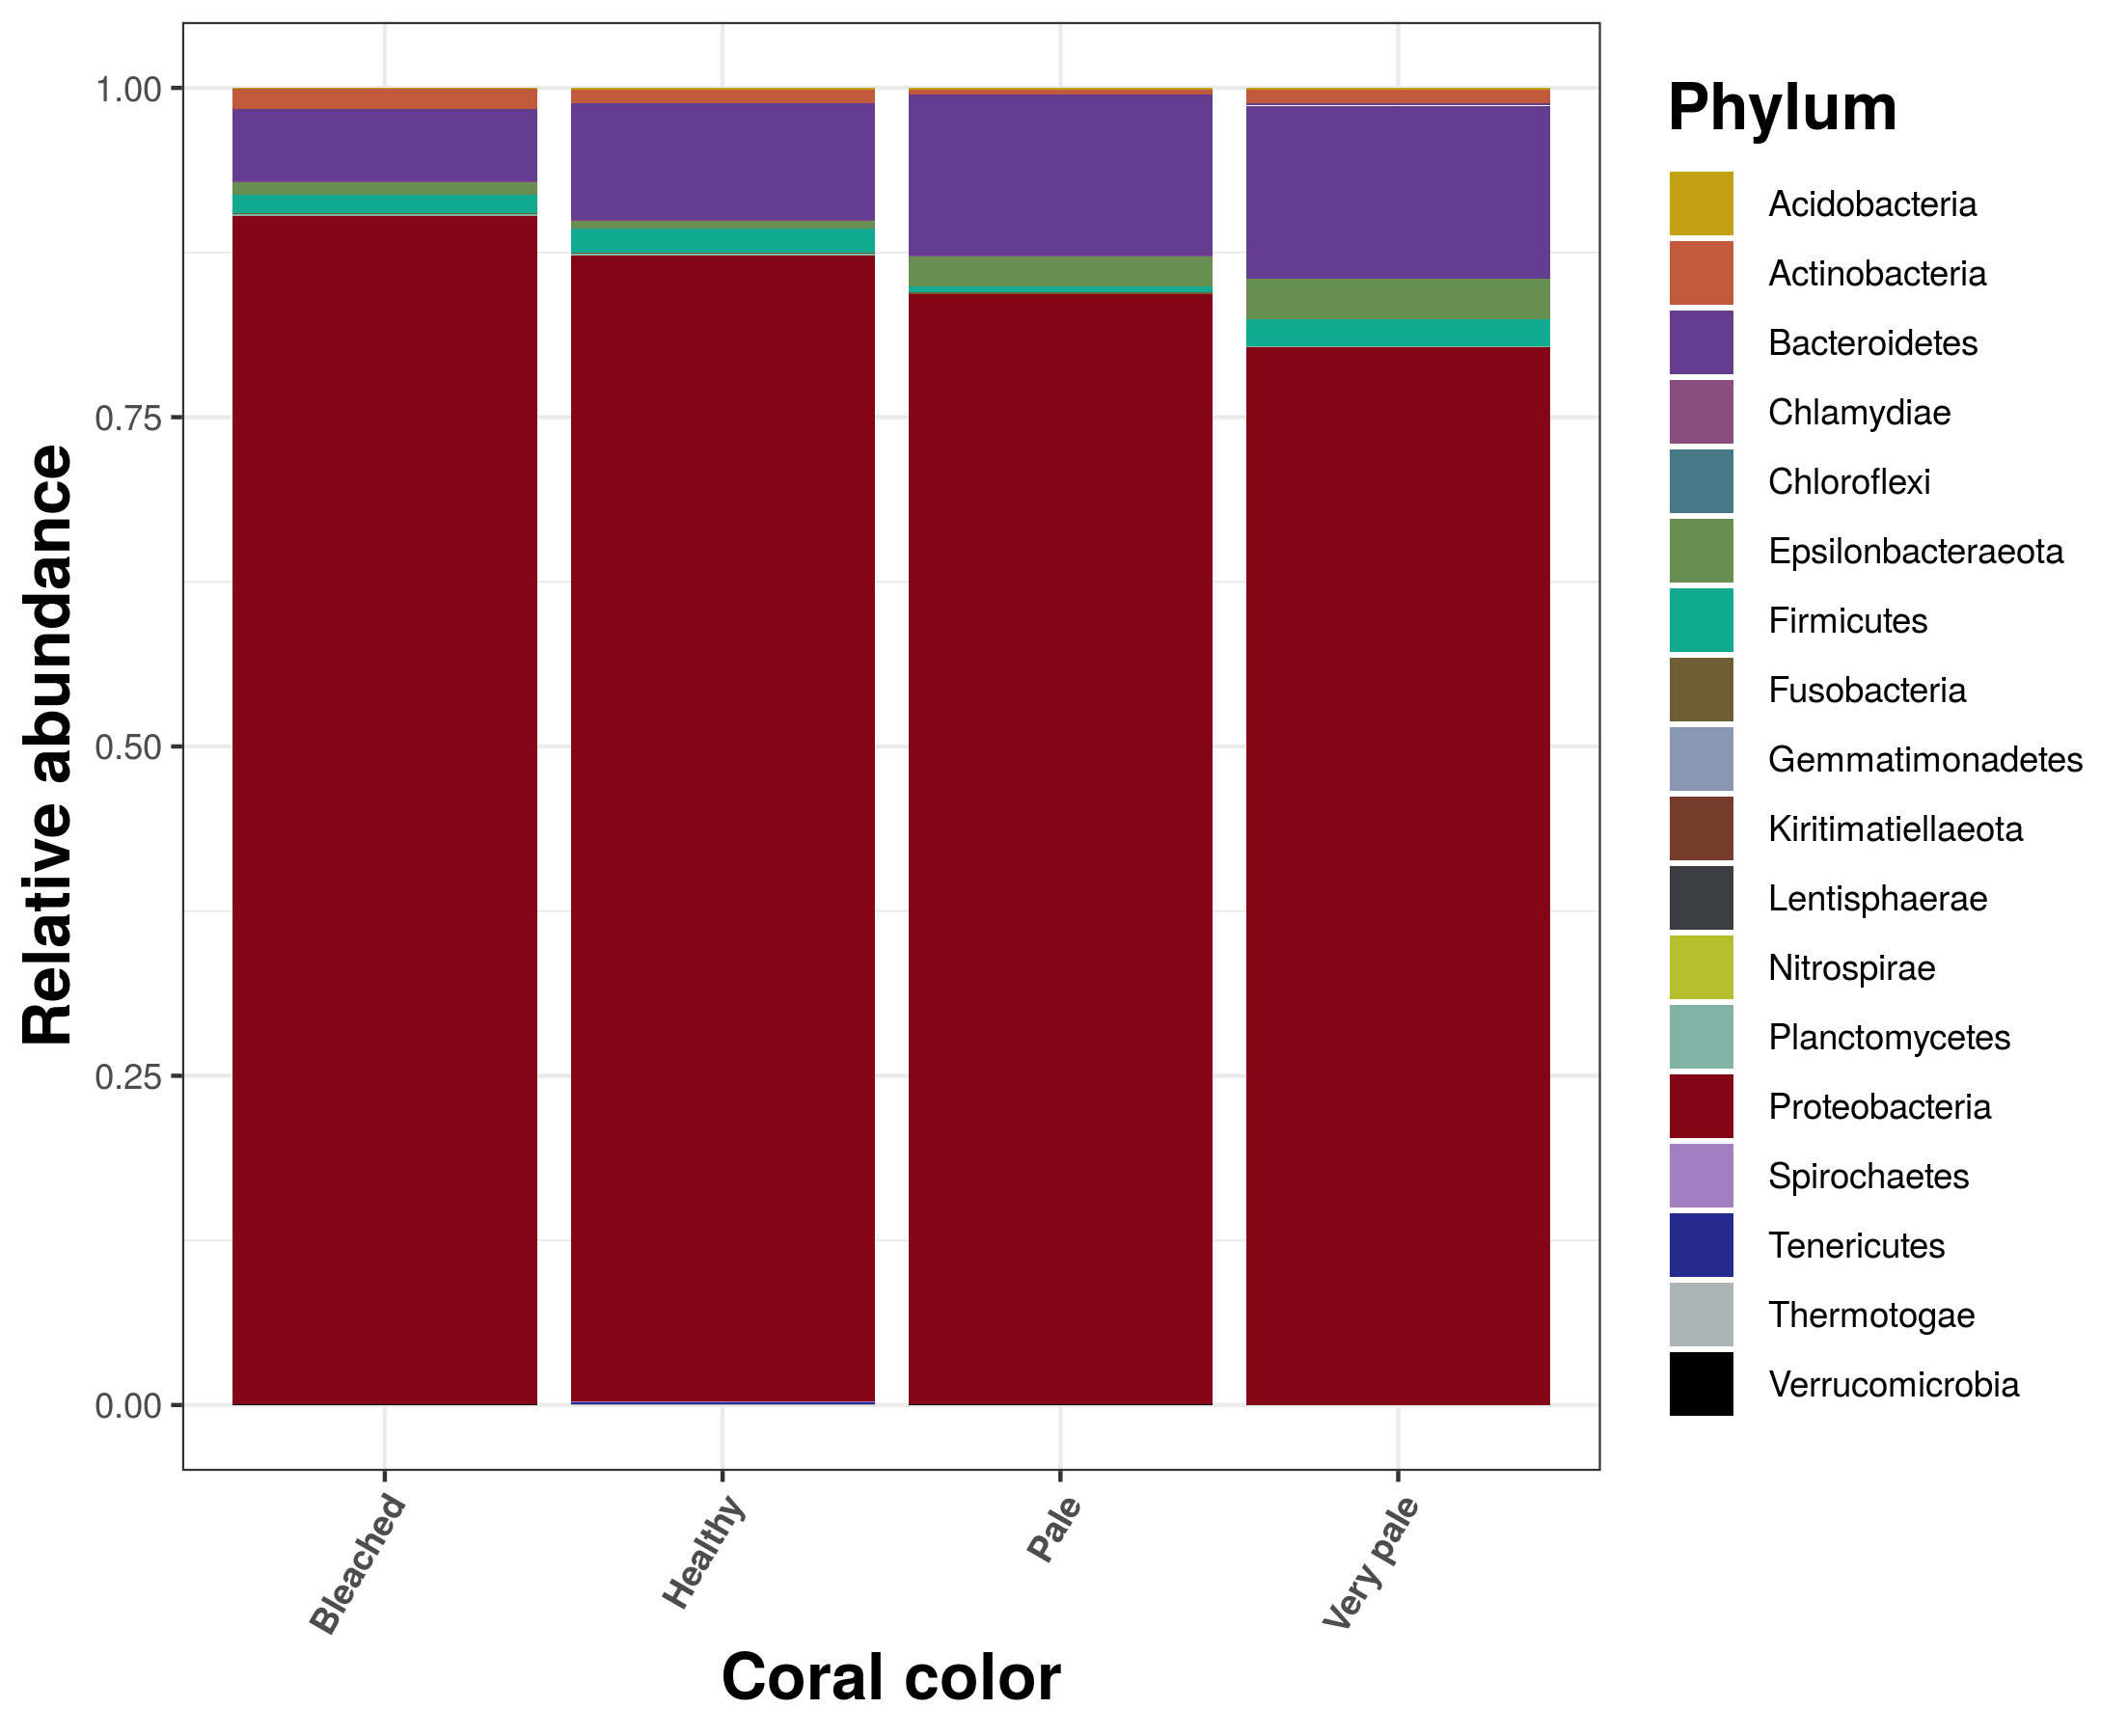 Relative abundance
1.00
0.75
0.50
0.25
0.00
Bleached
Healthy
Pale
Very pale
Coral color
Phylum
Acidobacteria
Actinobacteria
Bacteroidetes
Chlamydiae
Chloroflexi
Epsilonbacteraeota
Firmicutes
Fusobacteria
Gemmatimonadetes
Kiritimatiellaeota
Lentisphaerae
Nitrospirae
Planctomycetes
Proteobacteria
Spirochaetes
Tenericutes
Thermotogae
Verrucomicrobia